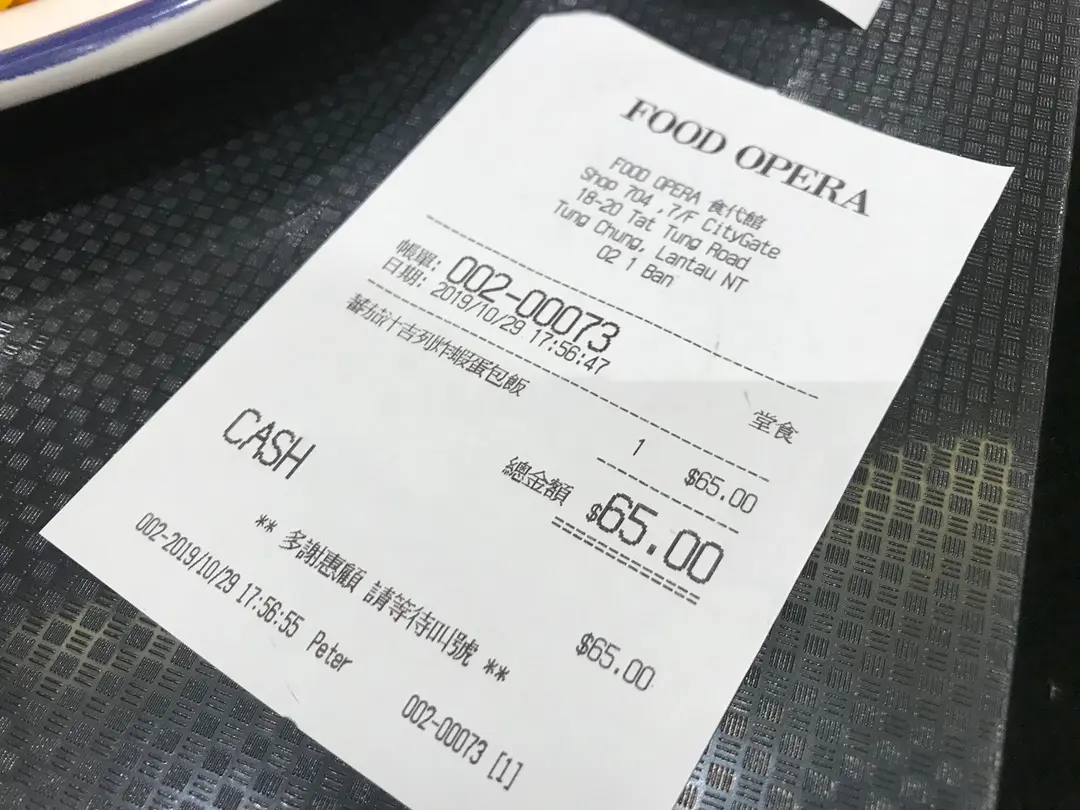 FOOD OPERA
FOOD OPERA 食代館
Shop 704 ,7/F CityGate
18-20 Tat Tung Road
Tung Chung, Lantau NT
02 1 Ban
帳單: 002-00073
日期: 2019/10/29 17:56:47
堂食
蕃茄汁吉列炸蝦蛋包飯
1 $65.00
總金額 $65.00
CASH $65.00
** 多謝惠顧 請等待叫號 **
002-2019/10/29 17:56:55 Peter
002-00073 [1]